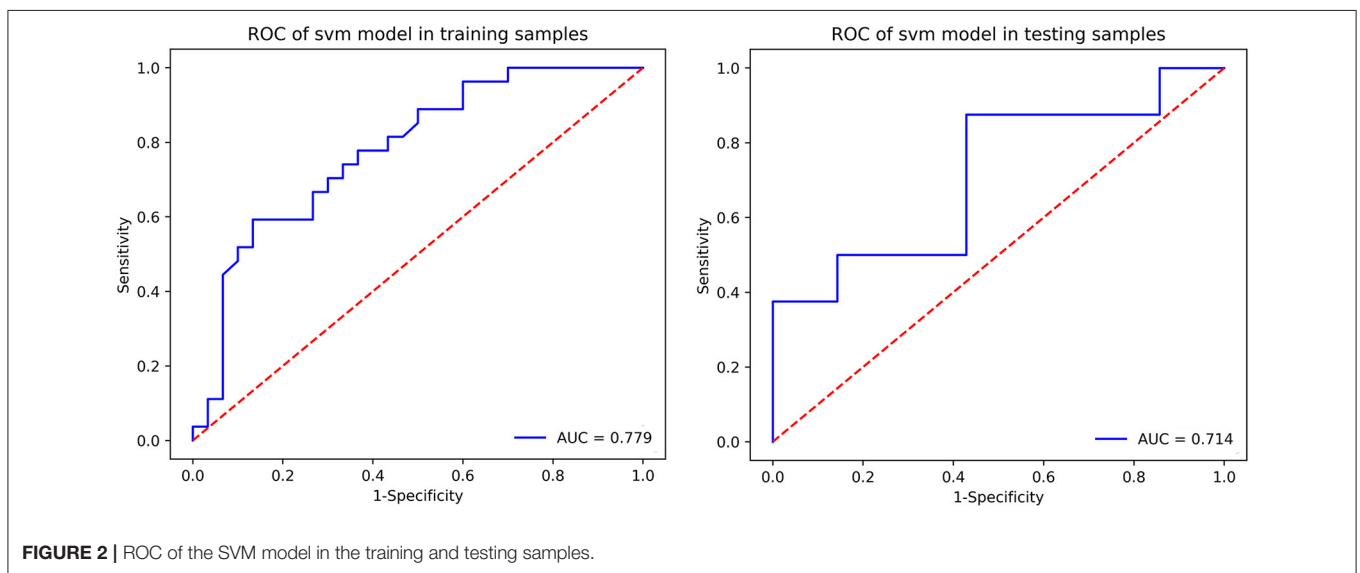 ROC of svm model in training samples
1.0
0.8
0.6
0.4
0.2
0.0
Sensitivity
0.0 0.2 0.4 0.6 0.8 1.0
1-Specificity
AUC = 0.779
ROC of svm model in testing samples
1.0
0.8
0.6
0.4
0.2
0.0
Sensitivity
0.0 0.2 0.4 0.6 0.8 1.0
1-Specificity
AUC = 0.714
FIGURE 2 | ROC of the SVM model in the training and testing samples.